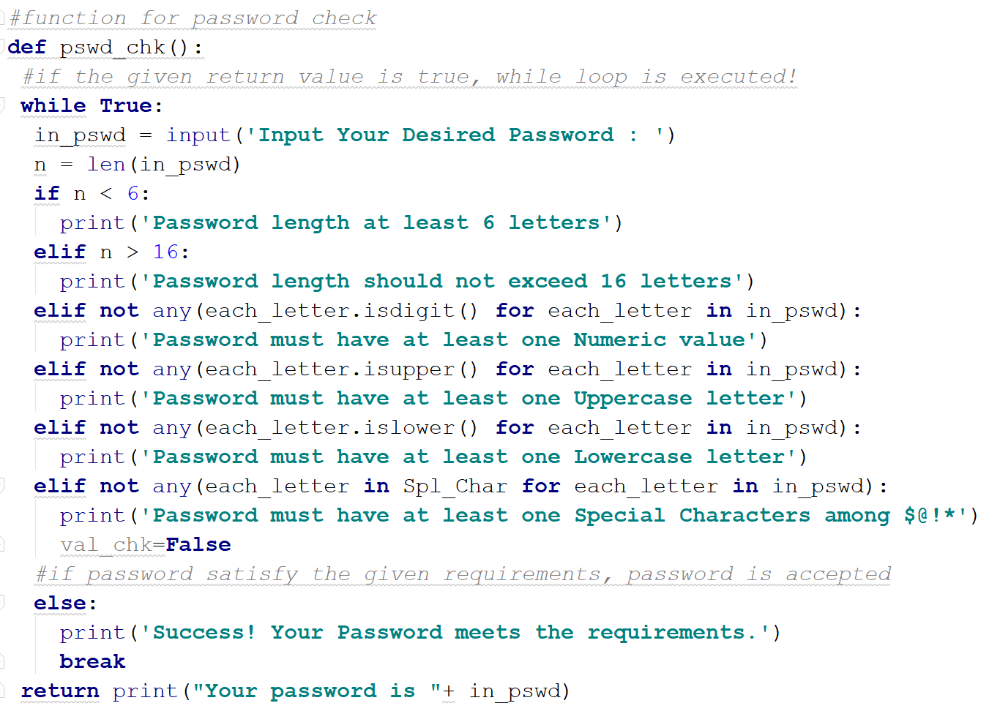 #function for password check
def pswd_chk():
 #if the given return value is true, while loop is executed!
 while True:
  in_pswd = input('Input Your Desired Password : ')
  n = len(in_pswd)
  if n < 6:
    print('Password length at least 6 letters')
  elif n > 16:
    print('Password length should not exceed 16 letters')
  elif not any(each_letter.isdigit() for each_letter in in_pswd):
    print('Password must have at least one Numeric value')
  elif not any(each_letter.isupper() for each_letter in in_pswd):
    print('Password must have at least one Uppercase letter')
  elif not any(each_letter.islower() for each_letter in in_pswd):
    print('Password must have at least one Lowercase letter')
  elif not any(each_letter in Spl_Char for each_letter in in_pswd):
    print('Password must have at least one Special Characters among $@!*')
    val_chk=False
  #if password satisfy the given requirements, password is accepted
  else:
    print('Success! Your Password meets the requirements.')
    break
 return print("Your password is "+ in_pswd)